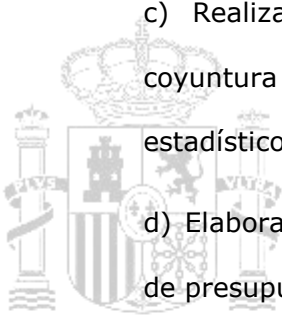 c) Realiza
coyuntura
estadístico
d) Elabora
de presupu
PLVS
VLTRA